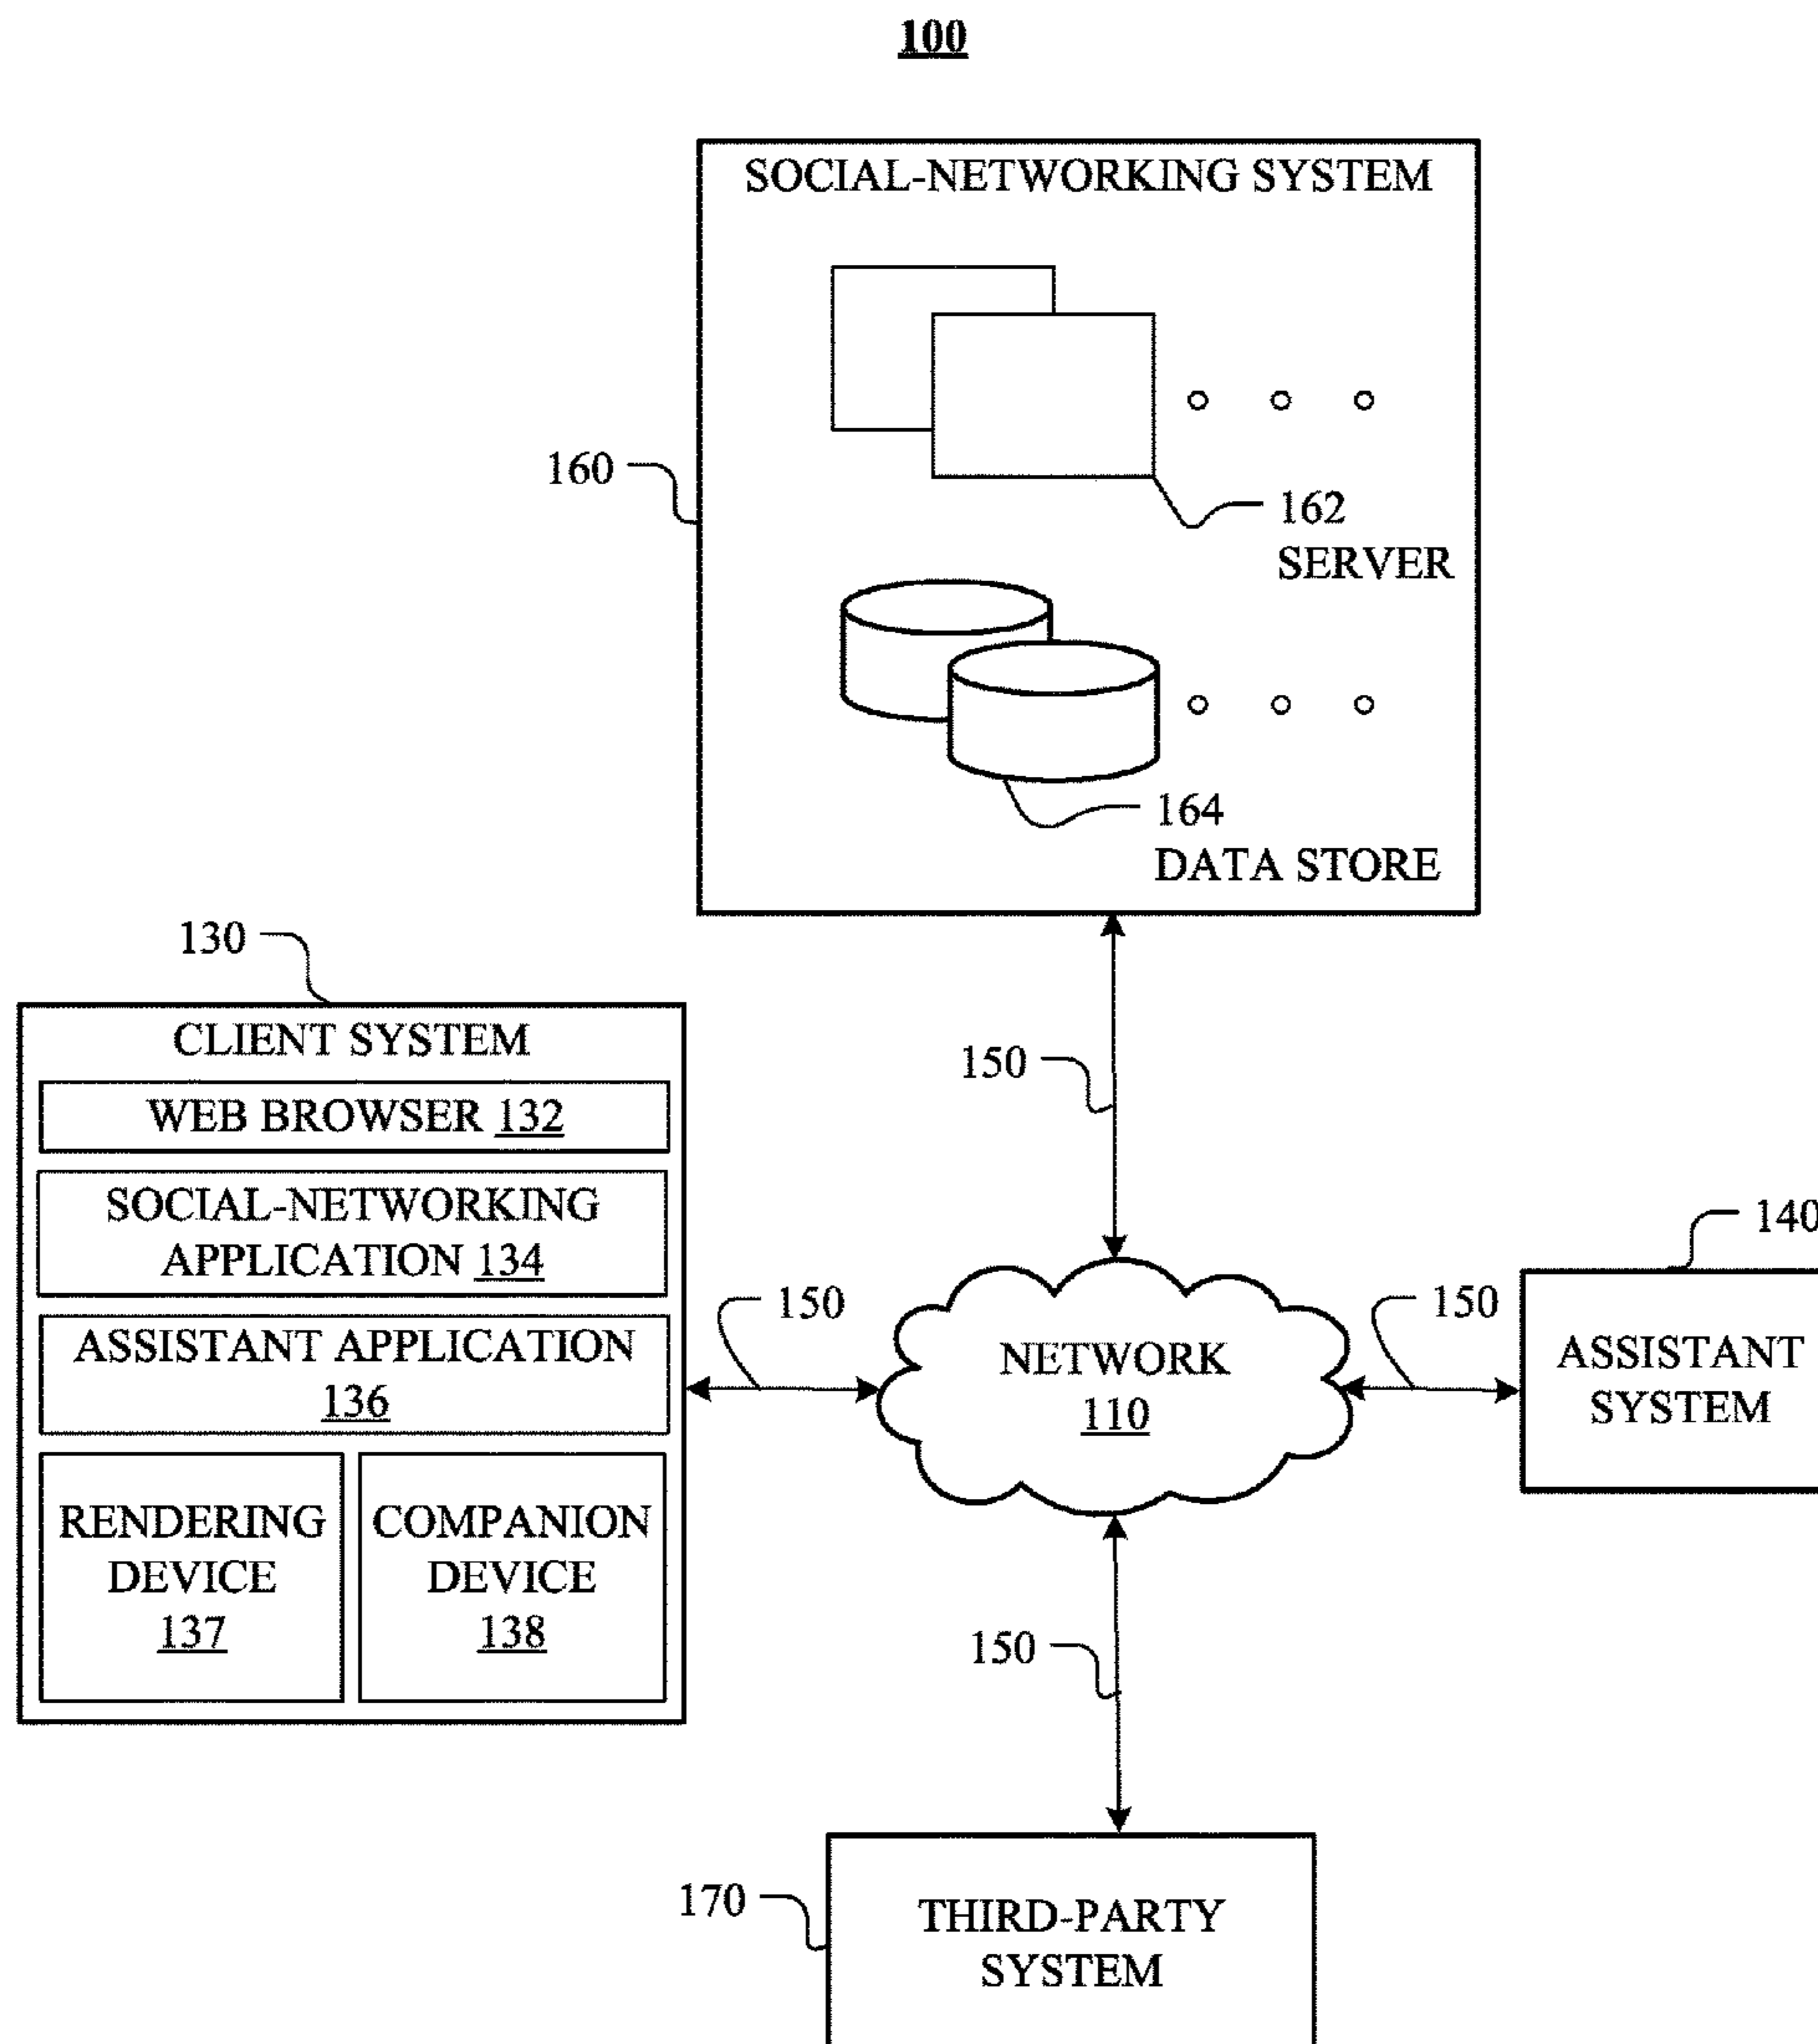 100
SOCIAL-NETWORKING SYSTEM
160
162
SERVER
164
DATA STORE
130
CLIENT SYSTEM
WEB BROWSER 132
SOCIAL-NETWORKING
APPLICATION 134
ASSISTANT APPLICATION
136
RENDERING
DEVICE
137
COMPANION
DEVICE
138
150
150
NETWORK
110
150
140
ASSISTANT
SYSTEM
150
170
THIRD-PARTY
SYSTEM